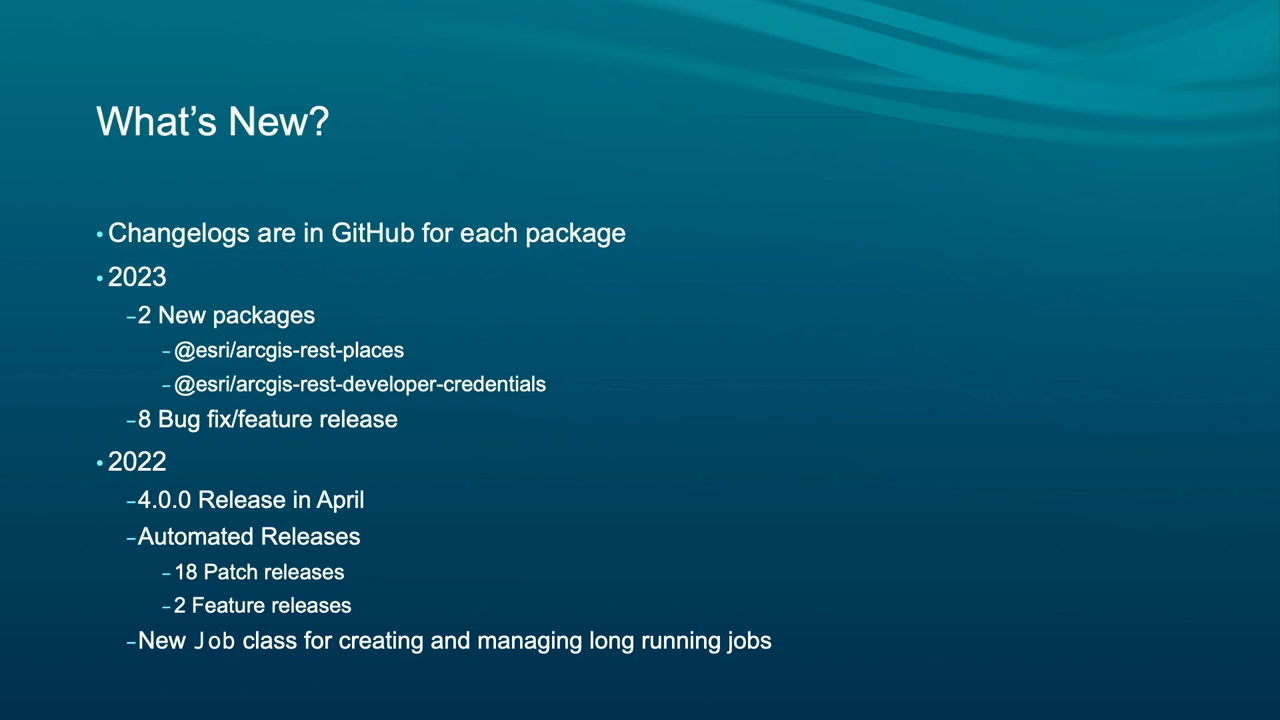 What’s New?
• Changelogs are in GitHub for each package
• 2023
–2 New packages
– @esri/arcgis-rest-places
– @esri/arcgis-rest-developer-credentials
–8 Bug fix/feature release
• 2022
–4.0.0 Release in April
–Automated Releases
– 18 Patch releases
– 2 Feature releases
–New Job class for creating and managing long running jobs